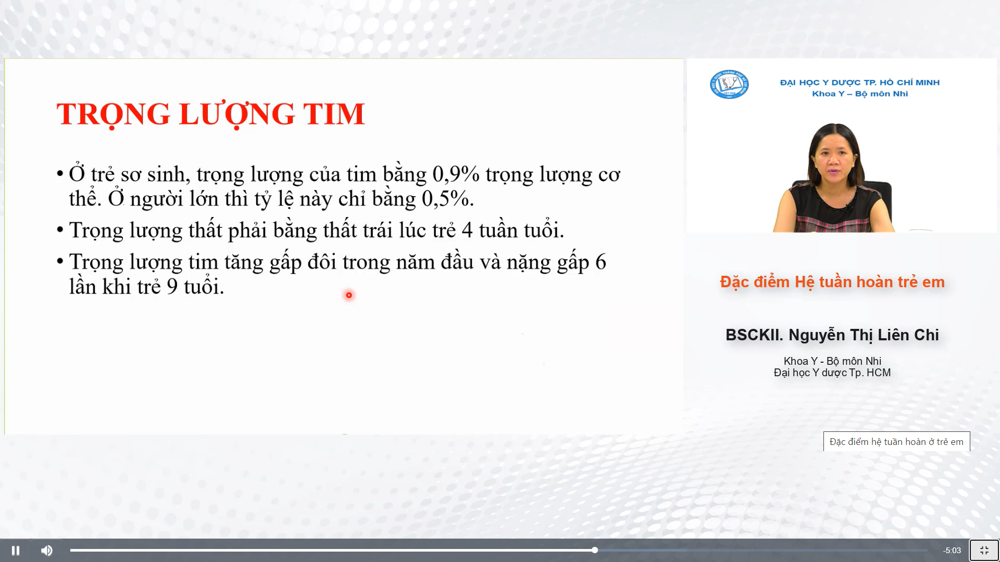 TRỌNG LƯỢNG TIM
• Ở trẻ sơ sinh, trọng lượng của tim bằng 0,9% trọng lượng cơ
thể. Ở người lớn thì tỷ lệ này chỉ bằng 0,5%.
• Trọng lượng thất phải bằng thất trái lúc trẻ 4 tuần tuổi.
• Trọng lượng tim tăng gấp đôi trong năm đầu và nặng gấp 6
lần khi trẻ 9 tuổi.
ĐẠI HỌC Y DƯỢC TP. HỒ CHÍ MINH
Khoa Y – Bộ môn Nhi
Đặc điểm Hệ tuần hoàn trẻ em
BSCKII. Nguyễn Thị Liên Chi
Khoa Y - Bộ môn Nhi
Đại học Y dược Tp. HCM
Đặc điểm hệ tuần hoàn ở trẻ em
-5:03